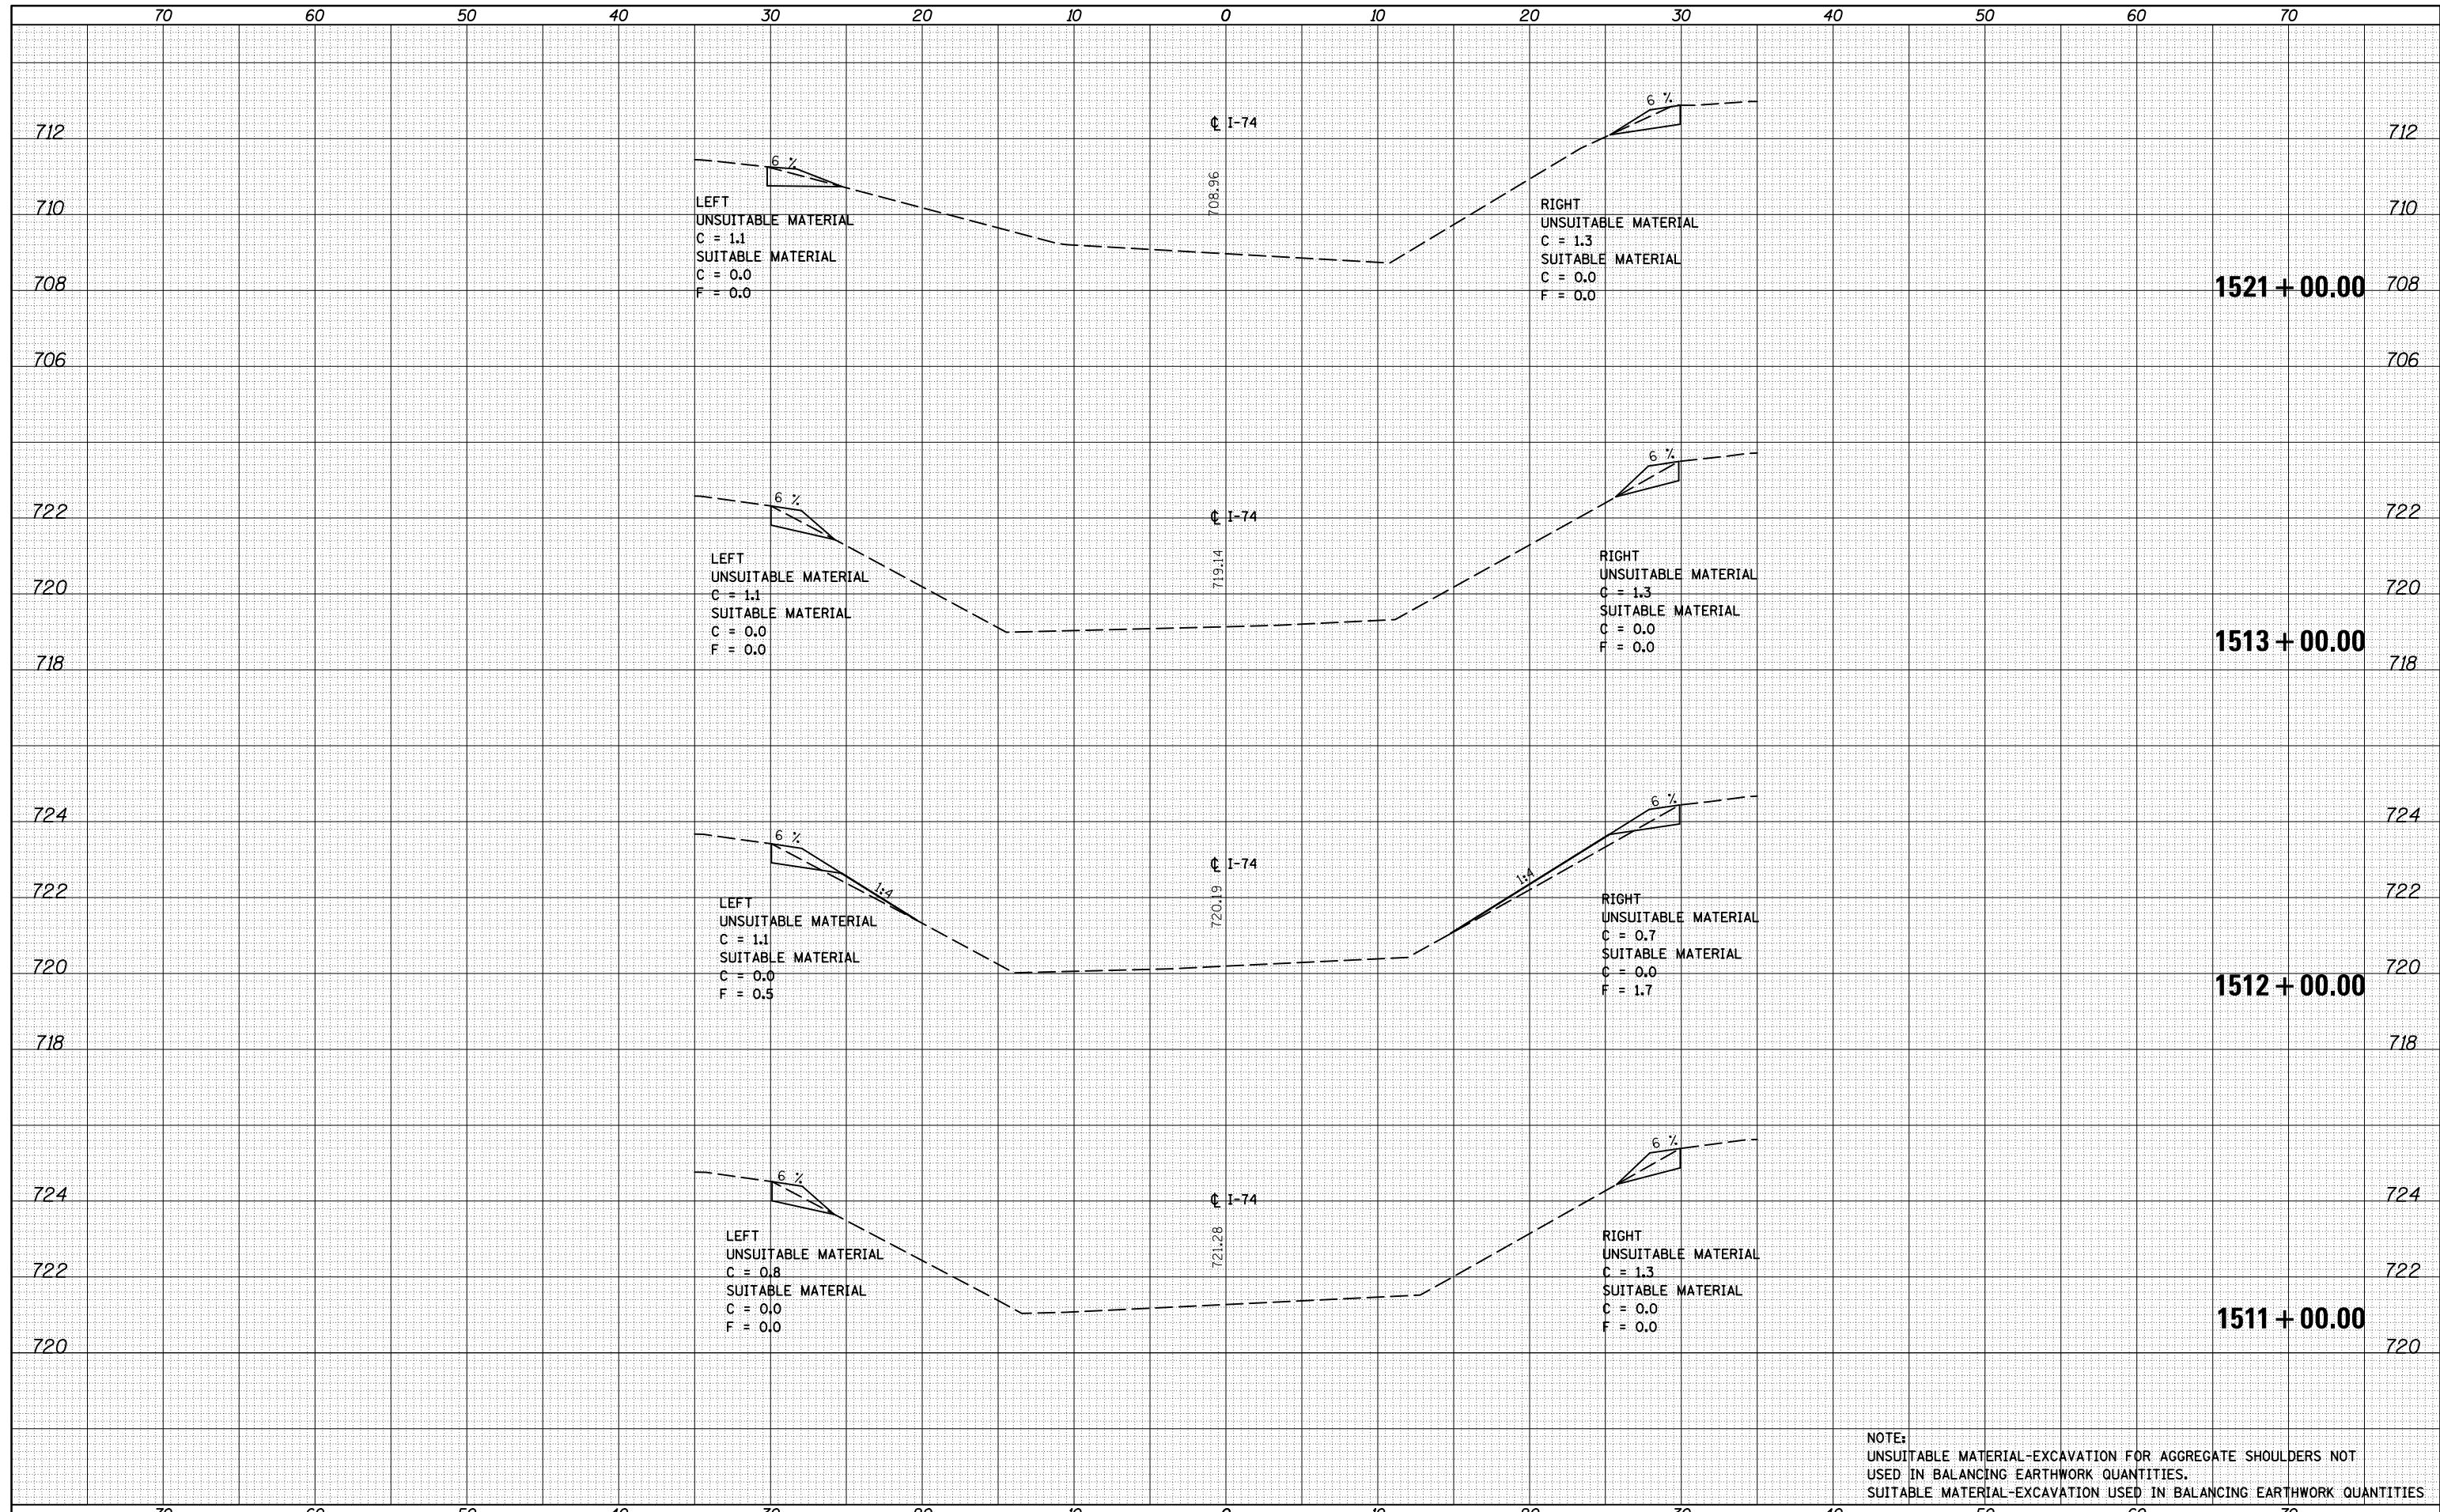 70 60 50 40 30 20 10 0 10 20 30 40 50 60 70
6 %
712 ℄ I-74 712
6 %
708.96
LEFT
UNSUITABLE MATERIAL
C = 1.1
SUITABLE MATERIAL
C = 0.0
F = 0.0
RIGHT
UNSUITABLE MATERIAL
C = 1.3
SUITABLE MATERIAL
C = 0.0
F = 0.0
710 710
708 1521+00.00 708
706 706
6 %
6 %
722 ℄ I-74 722
719.14
LEFT
UNSUITABLE MATERIAL
C = 1.1
SUITABLE MATERIAL
C = 0.0
F = 0.0
RIGHT
UNSUITABLE MATERIAL
C = 1.3
SUITABLE MATERIAL
C = 0.0
F = 0.0
720 720
1513+00.00
718 718
6 %
724 724
6 %
℄ I-74
1:4
1:4
720.19
722 722
LEFT
UNSUITABLE MATERIAL
C = 1.1
SUITABLE MATERIAL
C = 0.0
F = 0.5
RIGHT
UNSUITABLE MATERIAL
C = 0.7
SUITABLE MATERIAL
C = 0.0
F = 1.7
720 720
1512+00.00
718 718
6 %
6 %
724 ℄ I-74 724
721.28
LEFT
UNSUITABLE MATERIAL
C = 0.8
SUITABLE MATERIAL
C = 0.0
F = 0.0
RIGHT
UNSUITABLE MATERIAL
C = 1.3
SUITABLE MATERIAL
C = 0.0
F = 0.0
722 722
1511+00.00
720 720
NOTE:
UNSUITABLE MATERIAL-EXCAVATION FOR AGGREGATE SHOULDERS NOT
USED IN BALANCING EARTHWORK QUANTITIES.
SUITABLE MATERIAL-EXCAVATION USED IN BALANCING EARTHWORK QUANTITIES